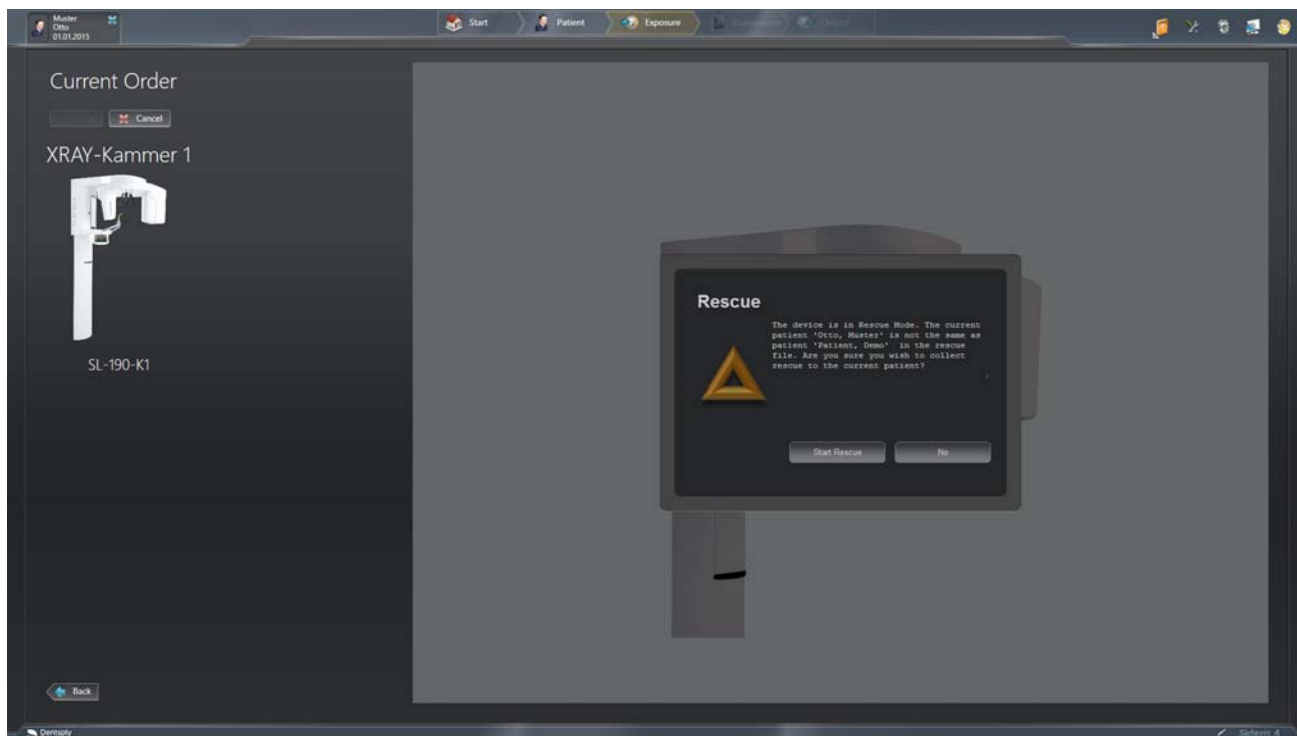 Muster
Otto
01.01.2015
Start
Patient
Exposure
Current Order
Cancel
XRAY-Kammer 1
SL-190-K1
Rescue
The device is in Rescue Mode. The current
patient 'Otto, Muster' is not the same as
patient 'Patient, Demo' in the rescue
file. Are you sure you wish to collect
rescue to the current patient?
Start Rescue
No
Back
Dentsply
Sidexis 4